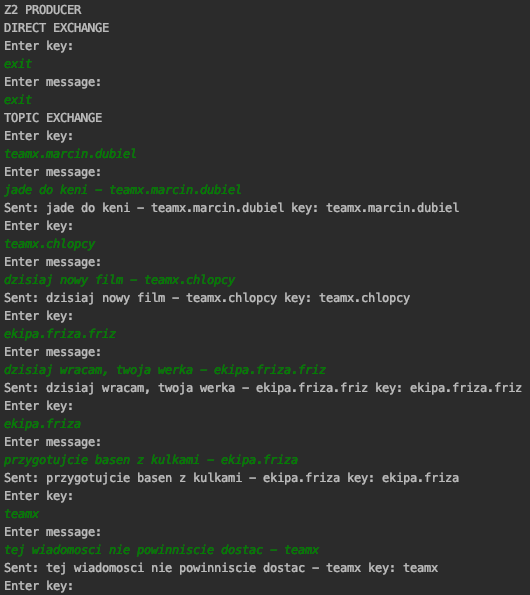 Z2 PRODUCER
DIRECT EXCHANGE
Enter key:
exit
Enter message:
exit
TOPIC EXCHANGE
Enter key:
teamx.marcin.dubiel
Enter message:
jade do keni – teamx.marcin.dubiel
Sent: jade do keni – teamx.marcin.dubiel key: teamx.marcin.dubiel
Enter key:
teamx.chlopcy
Enter message:
dzisiaj nowy film – teamx.chlopcy
Sent: dzisiaj nowy film – teamx.chlopcy key: teamx.chlopcy
Enter key:
ekipa.friza.friz
Enter message:
dzisiaj wracam, twoja werka – ekipa.friza.friz
Sent: dzisiaj wracam, twoja werka – ekipa.friza.friz key: ekipa.friza.friz
Enter key:
ekipa.friza
Enter message:
przygotujcie basen z kulkami – ekipa.friza
Sent: przygotujcie basen z kulkami – ekipa.friza key: ekipa.friza
Enter key:
teamx
Enter message:
tej wiadomosci nie powinniscie dostac – teamx
Sent: tej wiadomosci nie powinniscie dostac – teamx key: teamx
Enter key: